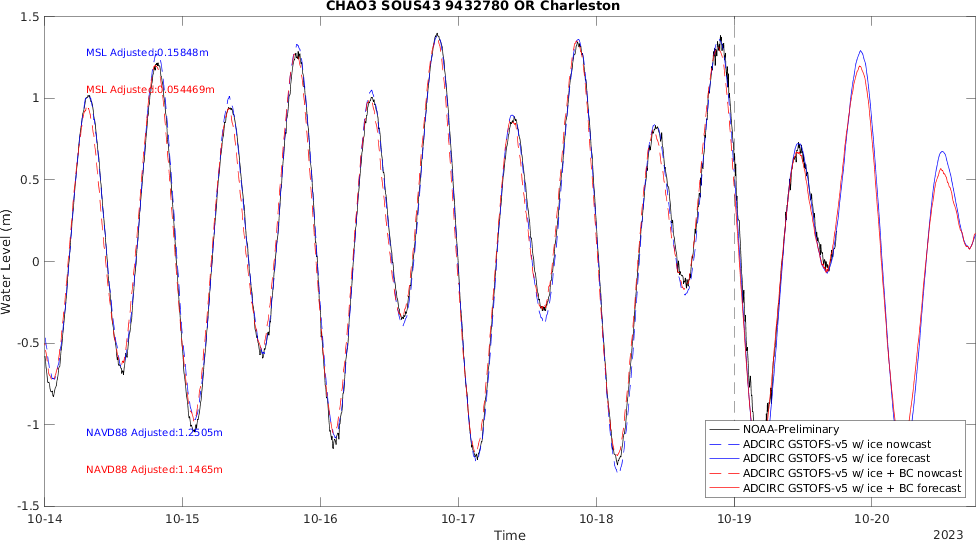 CHAO3 SOUS43 9432780 OR Charleston
1.5
MSL Adjusted:0.15848m
MSL Adjusted:0.054469m
1
0.5
Water Level (m)
0
-0.5
-1
NAVD88 Adjusted:1.2505m
NAVD88 Adjusted:1.1465m
NOAA-Preliminary
ADCIRC GSTOFS-v5 w/ ice nowcast
ADCIRC GSTOFS-v5 w/ ice forecast
ADCIRC GSTOFS-v5 w/ ice + BC nowcast
ADCIRC GSTOFS-v5 w/ ice + BC forecast
-1.5
10-14 10-15 10-16 10-17 10-18 10-19 10-20
Time
2023